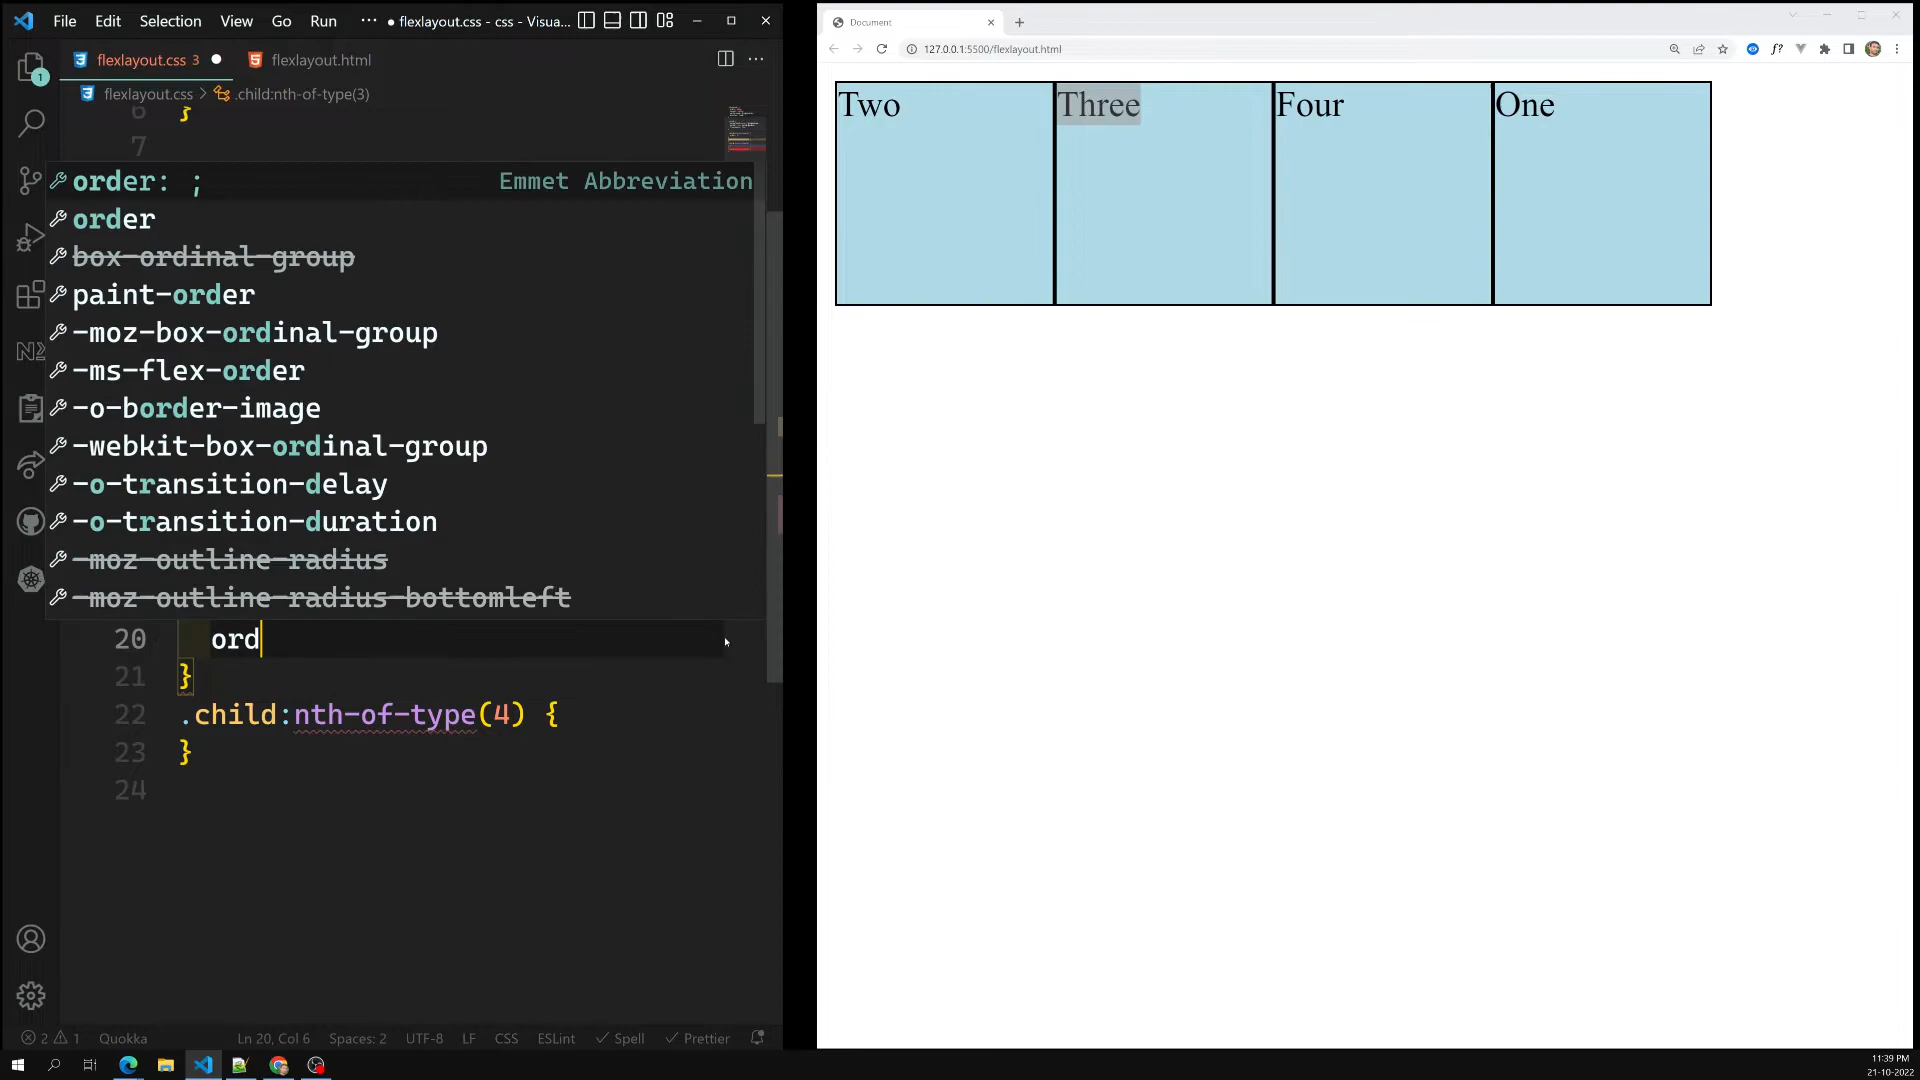 File Edit Selection View Go Run ··· ● flexlayout.css - css - Visua...
flexlayout.css 3 ● flexlayout.html ···
flexlayout.css > .child:nth-of-type(3)
6 }
7
order: ; Emmet Abbreviation
order
box-ordinal-group
paint-order
-moz-box-ordinal-group
-ms-flex-order
-o-border-image
-webkit-box-ordinal-group
-o-transition-delay
-o-transition-duration
-moz-outline-radius
-moz-outline-radius-bottomleft
20 ord
21 }
22 .child:nth-of-type(4) {
23 }
24
1
2 1 Quokka Ln 20, Col 6 Spaces: 2 UTF-8 LF CSS ESLint Spell Prettier
Document
127.0.0.1:5500/flexlayout.html
f?
Two Three Four One
11:39 PM
21-10-2022